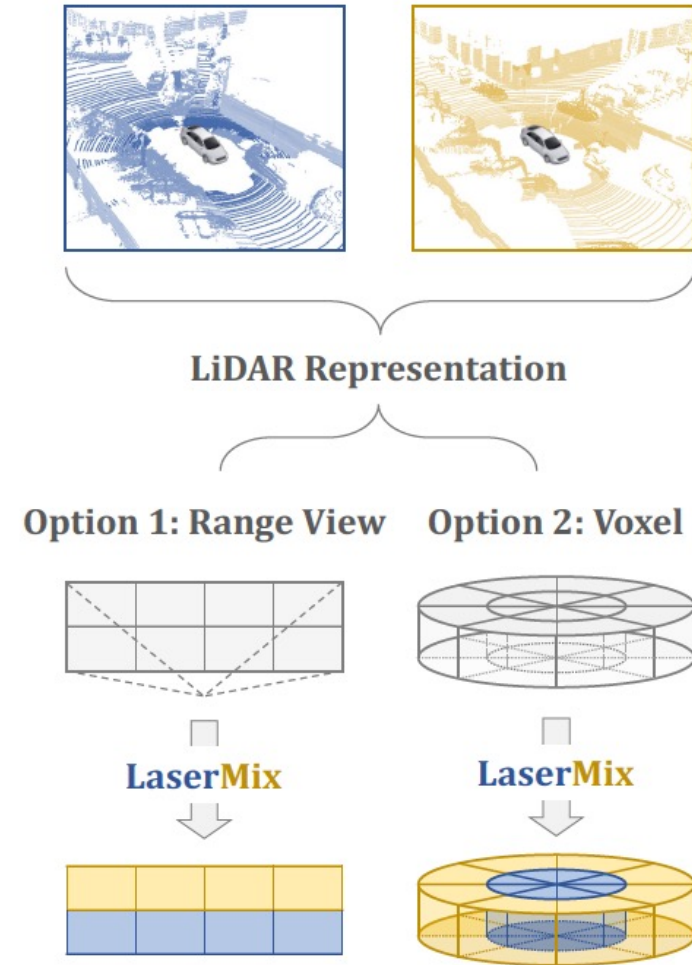 LiDAR Representation
Option 1: Range View
Option 2: Voxel
LaserMix
LaserMix